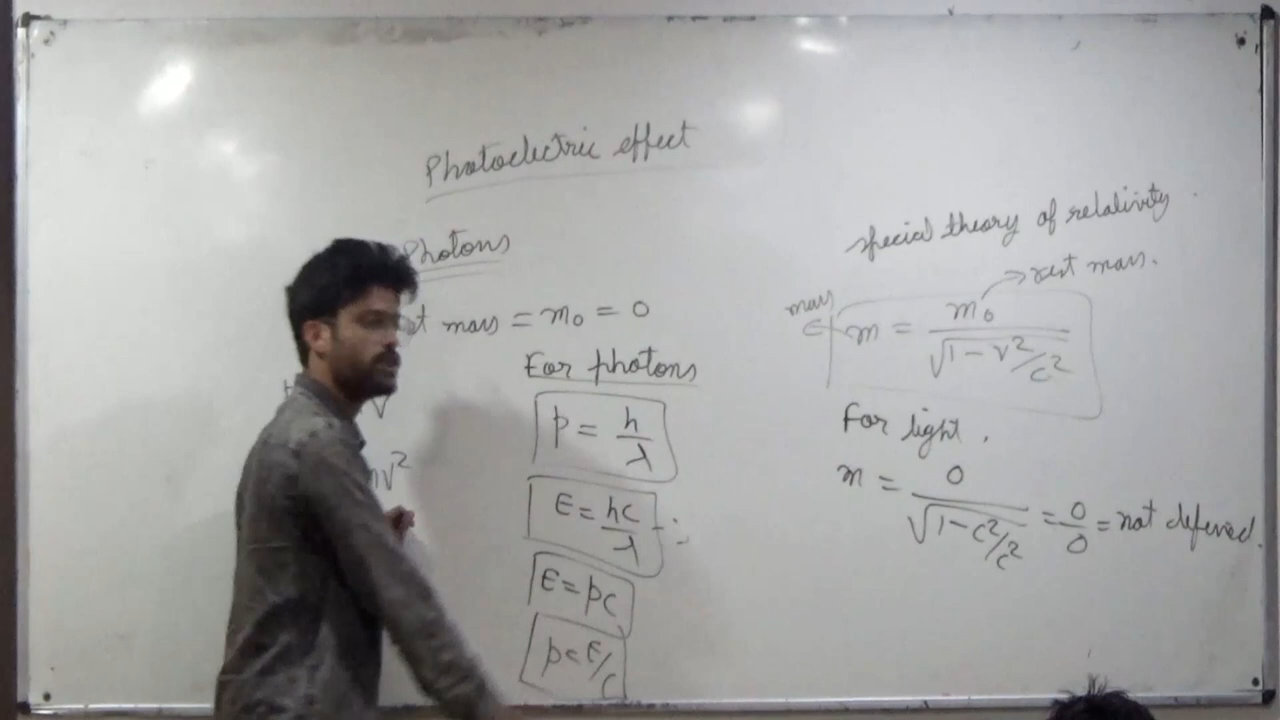 Photoelectric effect
Photons
mass = m₀ = 0
For photons
p = h/λ
E = hc/λ
E = pc
p = E/c
special theory of relativity
rest mass.
mass
m = m₀/√(1 - v²/c²)
For light,
m = 0/√(1 - c²/c²) = 0/0 = not defined.